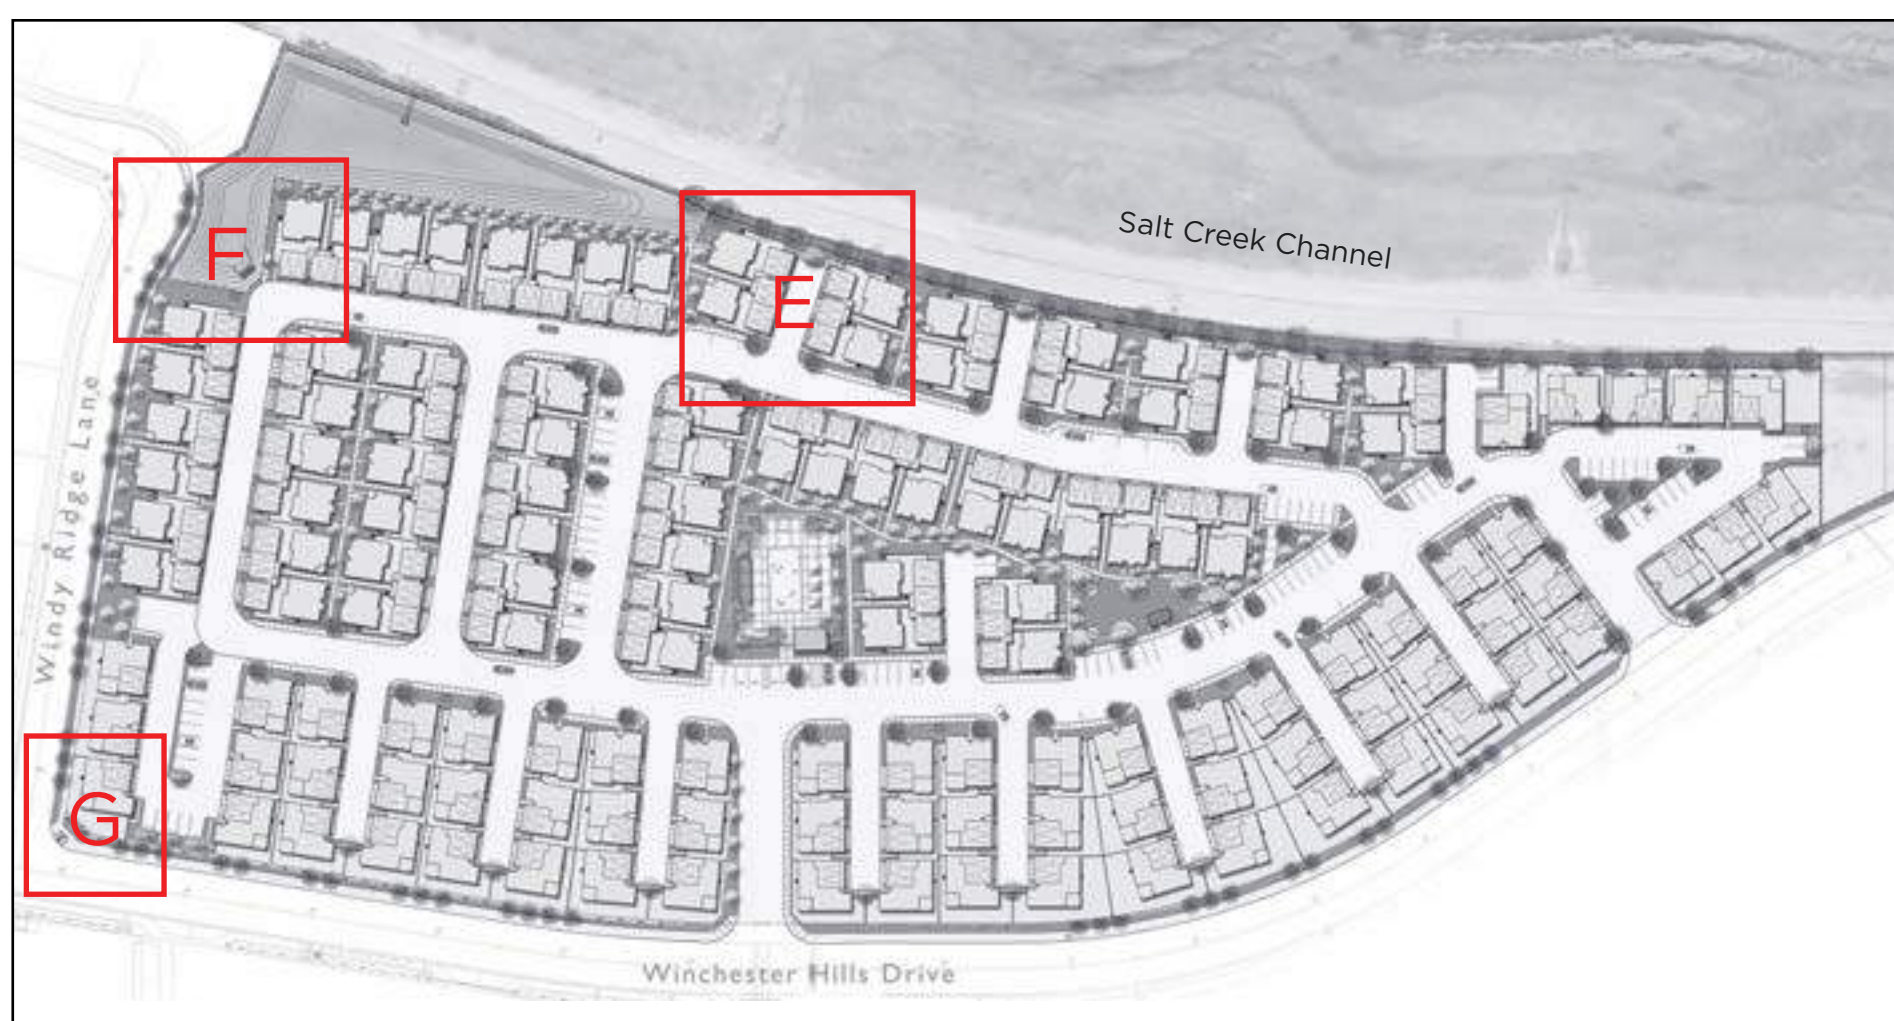 Salt Creek Channel
F
E
Windy Ridge Lane
G
Winchester Hills Drive